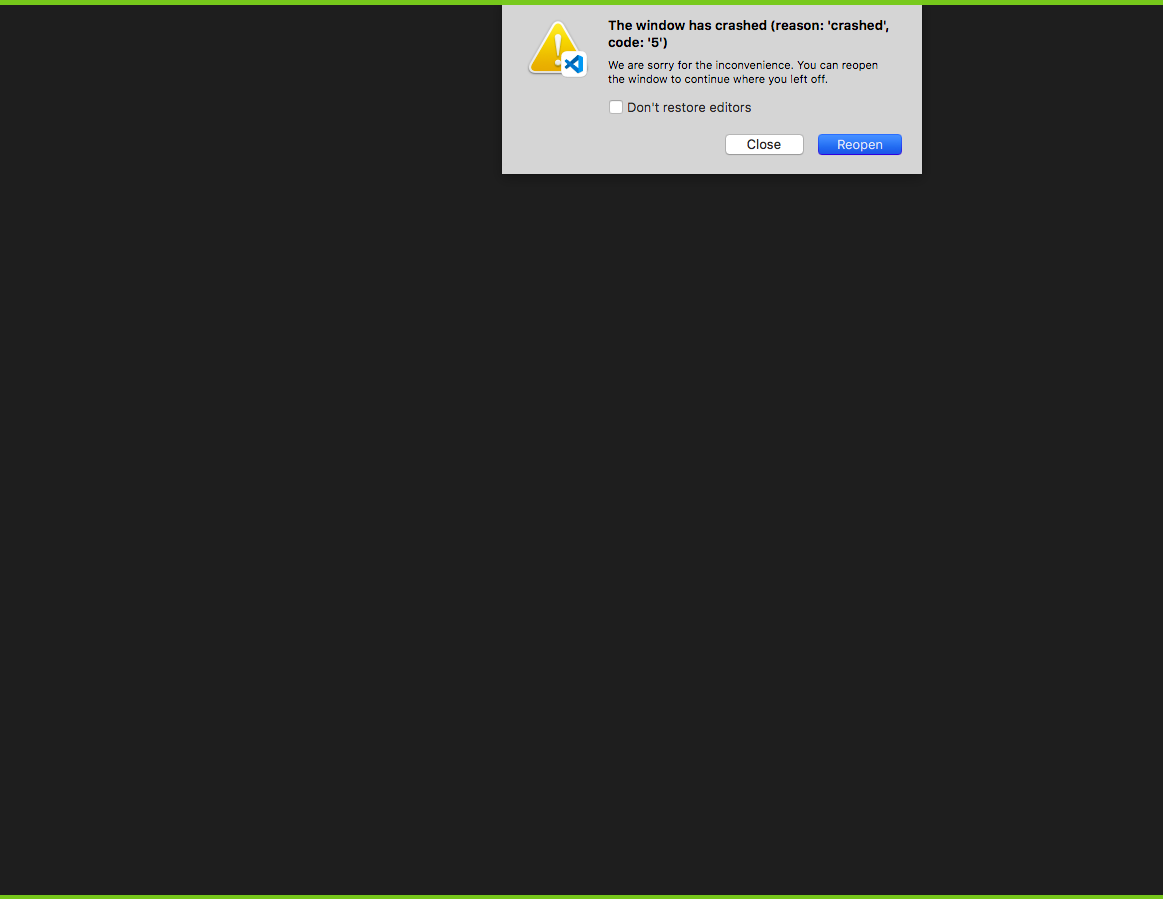 The window has crashed (reason: 'crashed',
code: '5')
We are sorry for the inconvenience. You can reopen
the window to continue where you left off.
Don't restore editors
Close
Reopen